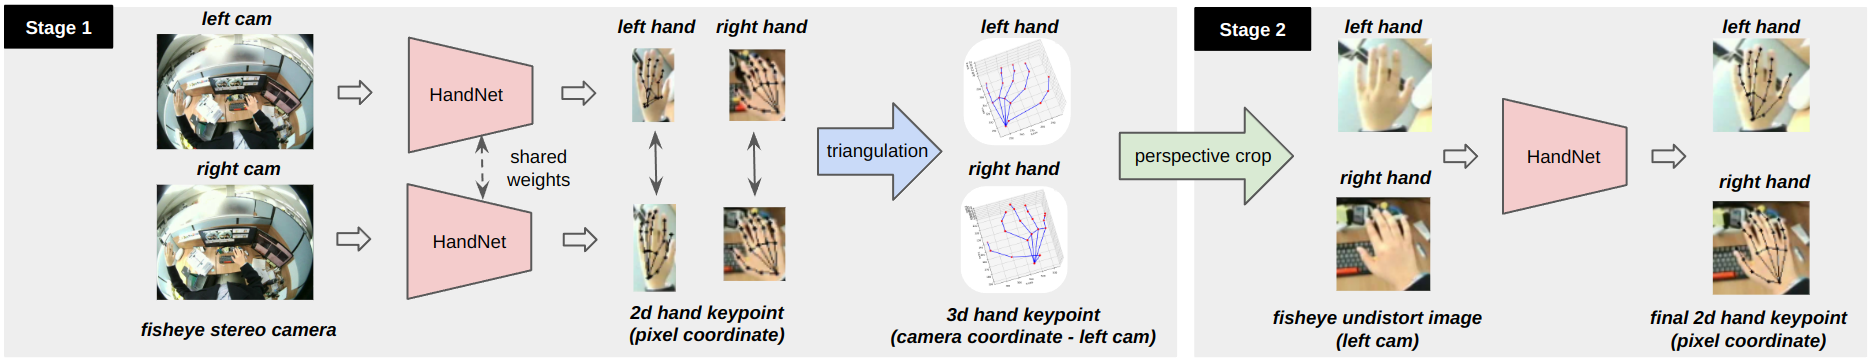 Stage 1
left cam
right cam
fisheye stereo camera
HandNet
shared
weights
HandNet
left hand
right hand
2d hand keypoint
(pixel coordinate)
triangulation
left hand
right hand
3d hand keypoint
(camera coordinate - left cam)
perspective crop
Stage 2
left hand
right hand
fisheye undistort image
(left cam)
HandNet
left hand
right hand
final 2d hand keypoint
(pixel coordinate)